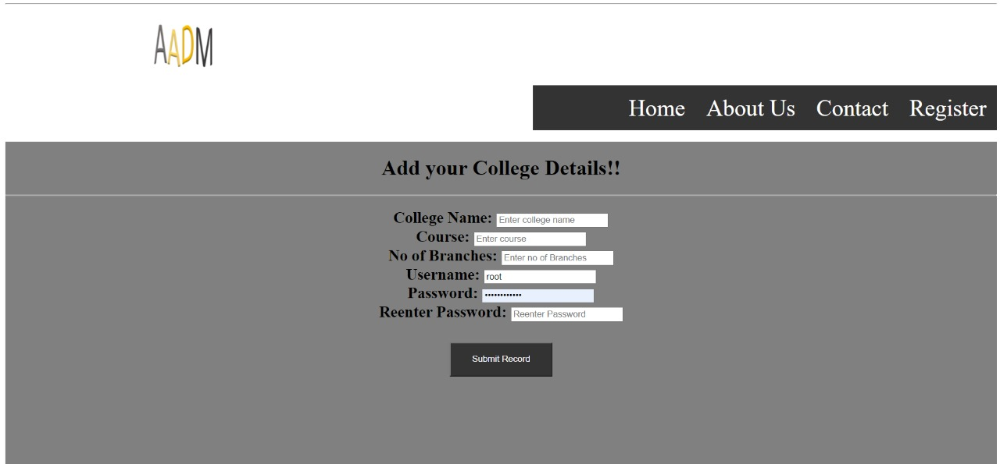 AADM
Home About Us Contact Register
Add your College Details!!
College Name: Enter college name
Course: Enter course
No of Branches: Enter no of Branches
Username: root
Password: ••••••••••••
Reenter Password: Reenter Password
Submit Record